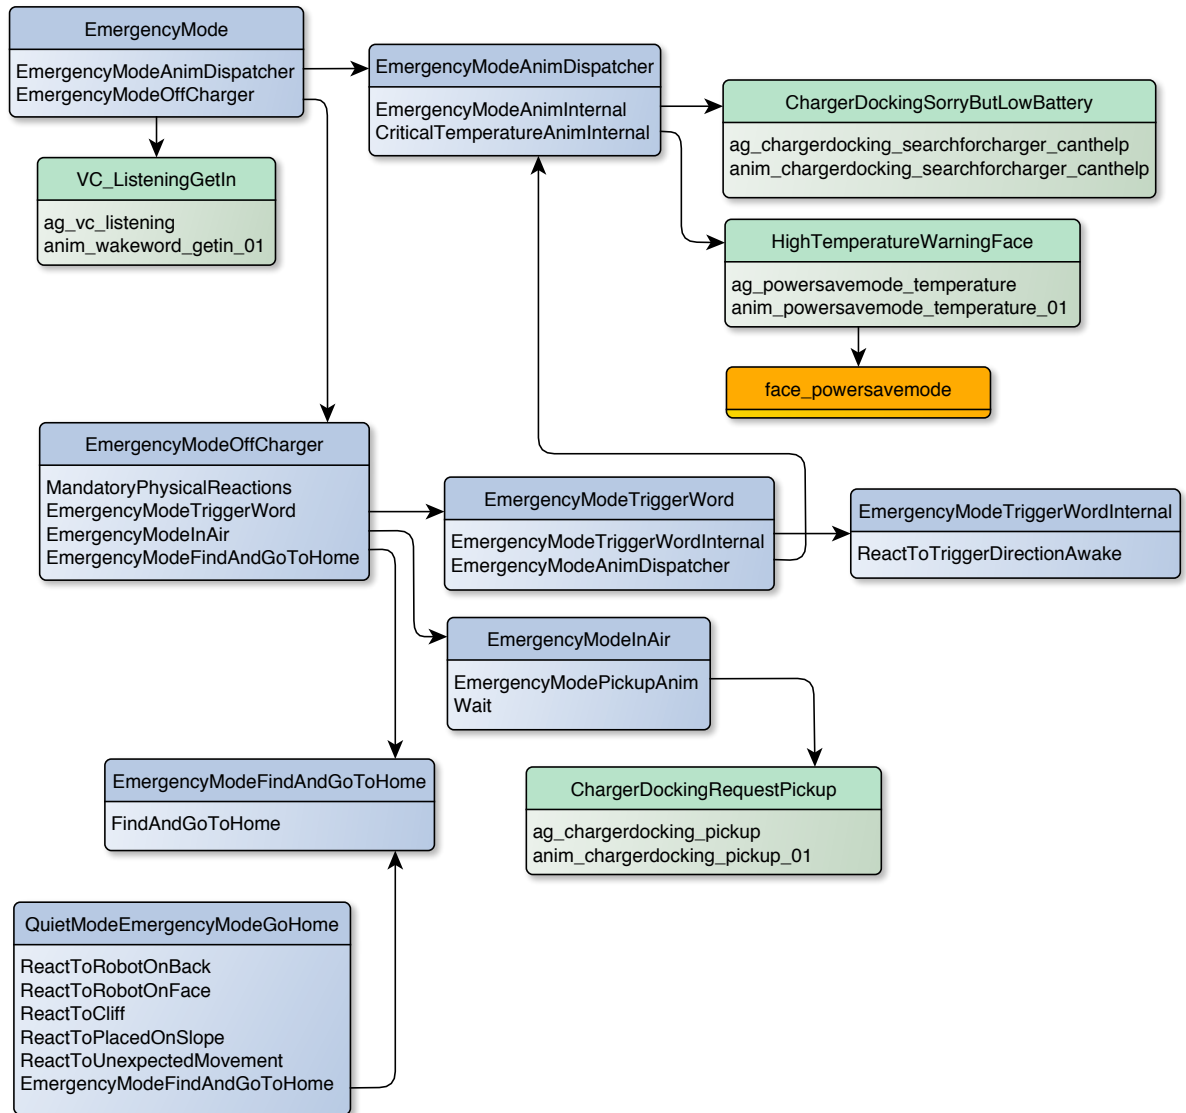 EmergencyMode
EmergencyModeAnimDispatcher
EmergencyModeOffCharger
EmergencyModeAnimDispatcher
EmergencyModeAnimInternal
CriticalTemperatureAnimInternal
ChargerDockingSorryButLowBattery
ag_chargerdocking_searchforcharger_canthelp
anim_chargerdocking_searchforcharger_canthelp
VC_ListeningGetIn
ag_vc_listening
anim_wakeword_getin_01
HighTemperatureWarningFace
ag_powersavemode_temperature
anim_powersavemode_temperature_01
face_powersavemode
EmergencyModeOffCharger
MandatoryPhysicalReactions
EmergencyModeTriggerWord
EmergencyModeInAir
EmergencyModeFindAndGoToHome
EmergencyModeTriggerWord
EmergencyModeTriggerWordInternal
EmergencyModeAnimDispatcher
EmergencyModeTriggerWordInternal
ReactToTriggerDirectionAwake
EmergencyModeInAir
EmergencyModePickupAnim
Wait
EmergencyModeFindAndGoToHome
FindAndGoToHome
ChargerDockingRequestPickup
ag_chargerdocking_pickup
anim_chargerdocking_pickup_01
QuietModeEmergencyModeGoHome
ReactToRobotOnBack
ReactToRobotOnFace
ReactToCliff
ReactToPlacedOnSlope
ReactToUnexpectedMovement
EmergencyModeFindAndGoToHome